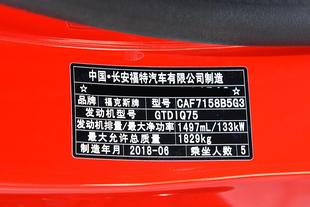 中国·长安福特汽车有限公司制造
品牌 福克斯牌 型号 CAF7158B5G3
发动机型号 GTDIQ75
发动机排量/最大净功率 1497mL/133kW
最大允许总质量 1829kg
制造年月 2018-06 乘坐人数 5